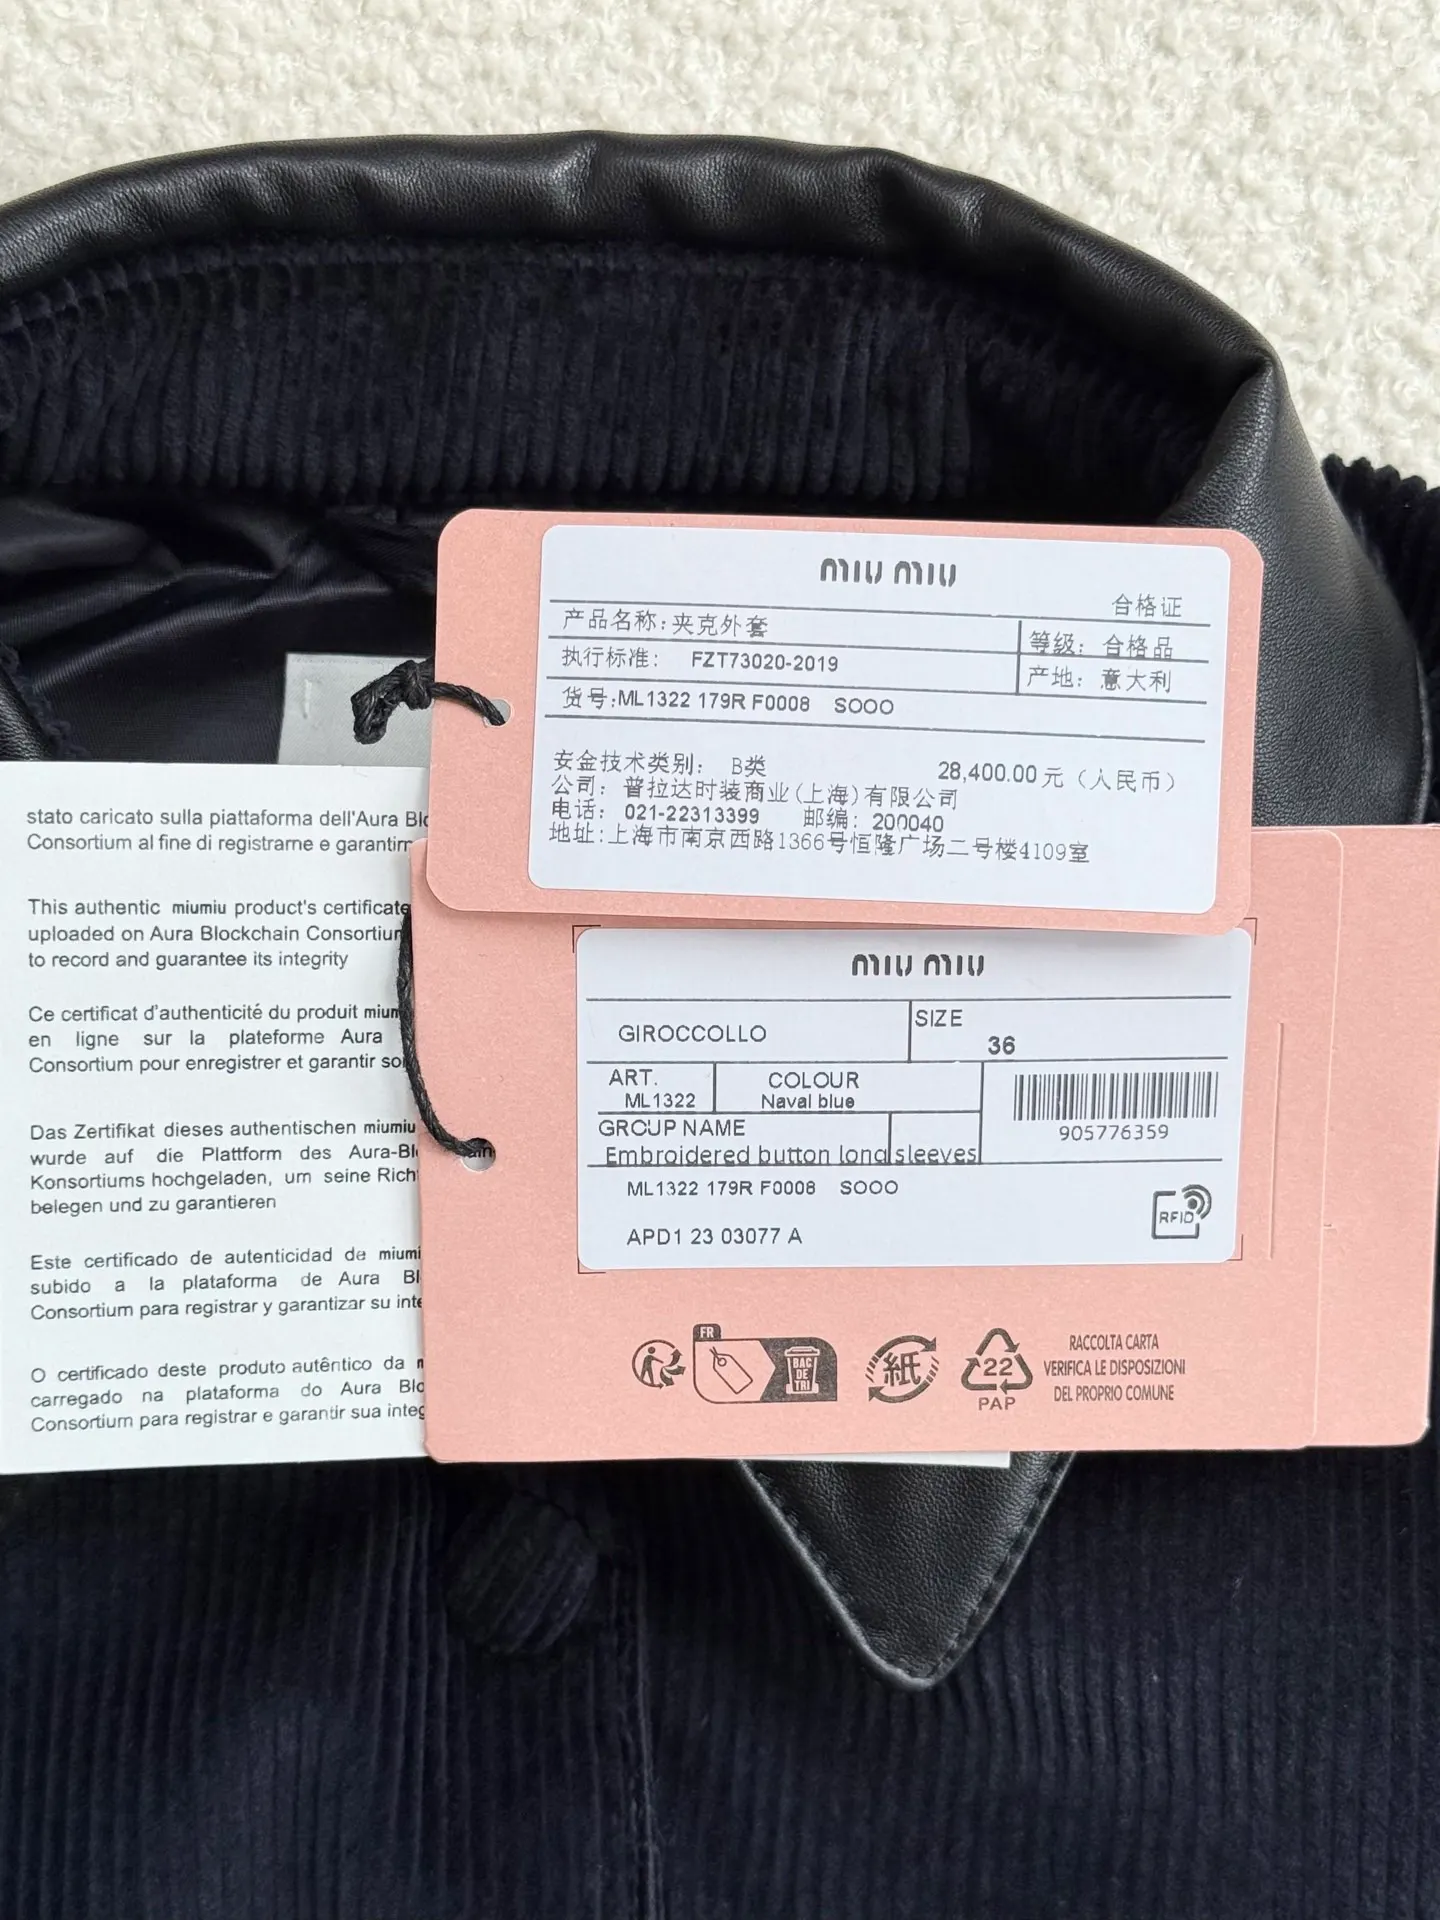 miu miu
合格证
产品名称:夹克外套
等级: 合格品
执行标准: FZT73020-2019
产地: 意大利
货号:ML1322 179R F0008 SOOO
安金技术类别: B类
28,400.00元(人民币)
公司: 普拉达时装商业(上海)有限公司
电话: 021-22313399 邮编: 200040
地址:上海市南京西路1366号恒隆广场二号楼4109室
stato caricato sulla piattaforma dell'Aura
Consortium al fine di registrarne e
This authentic miumiu product's certificate
uploaded on Aura Blockchain
to record and guarantee its integrity
Ce certificat d'authenticité du produit
en ligne sur la plateforme Aura
Consortium pour enregistrer et garantir
Das Zertifikat dieses authentischen miumiu
wurde auf die Plattform des
Konsortiums hochgeladen, um seine
belegen und zu garantieren
Este certificado de autenticidad de
subido a la plataforma de Aura
Consortium para registrar y garantizar su
O certificado deste produto autêntico da
carregado na plataforma do Aura
Consortium para registrar e garantir sua
miu miu
GIROCCOLLO
SIZE
36
ART.
ML1322
COLOUR
Naval blue
905776359
GROUP NAME
Embroidered button long sleeves
ML1322 179R F0008 SOOO
RFID
APD1 23 03077 A
FR
BAC
DE
TRI
紙
22
PAP
RACCOLTA CARTA
VERIFICA LE DISPOSIZIONI
DEL PROPRIO COMUNE